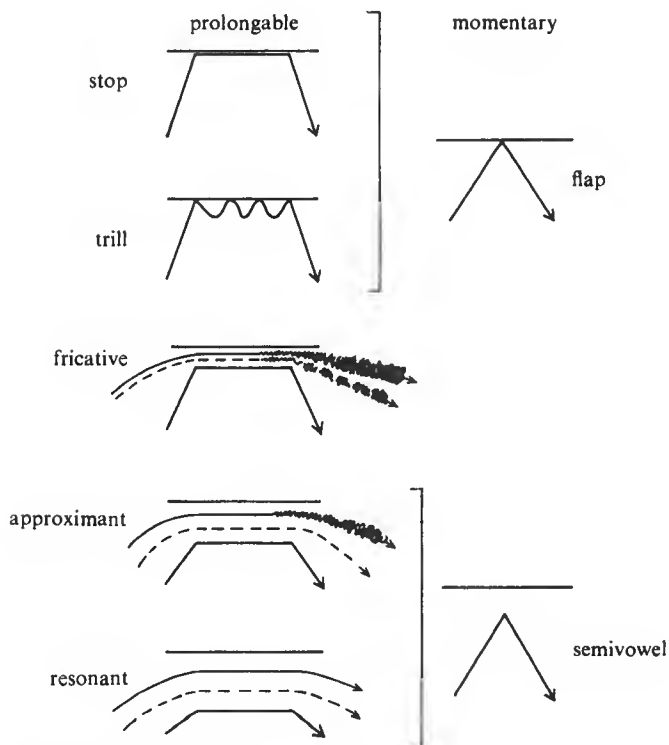 prolongable
momentary
stop
flap
trill
fricative
approximant
semivowel
resonant